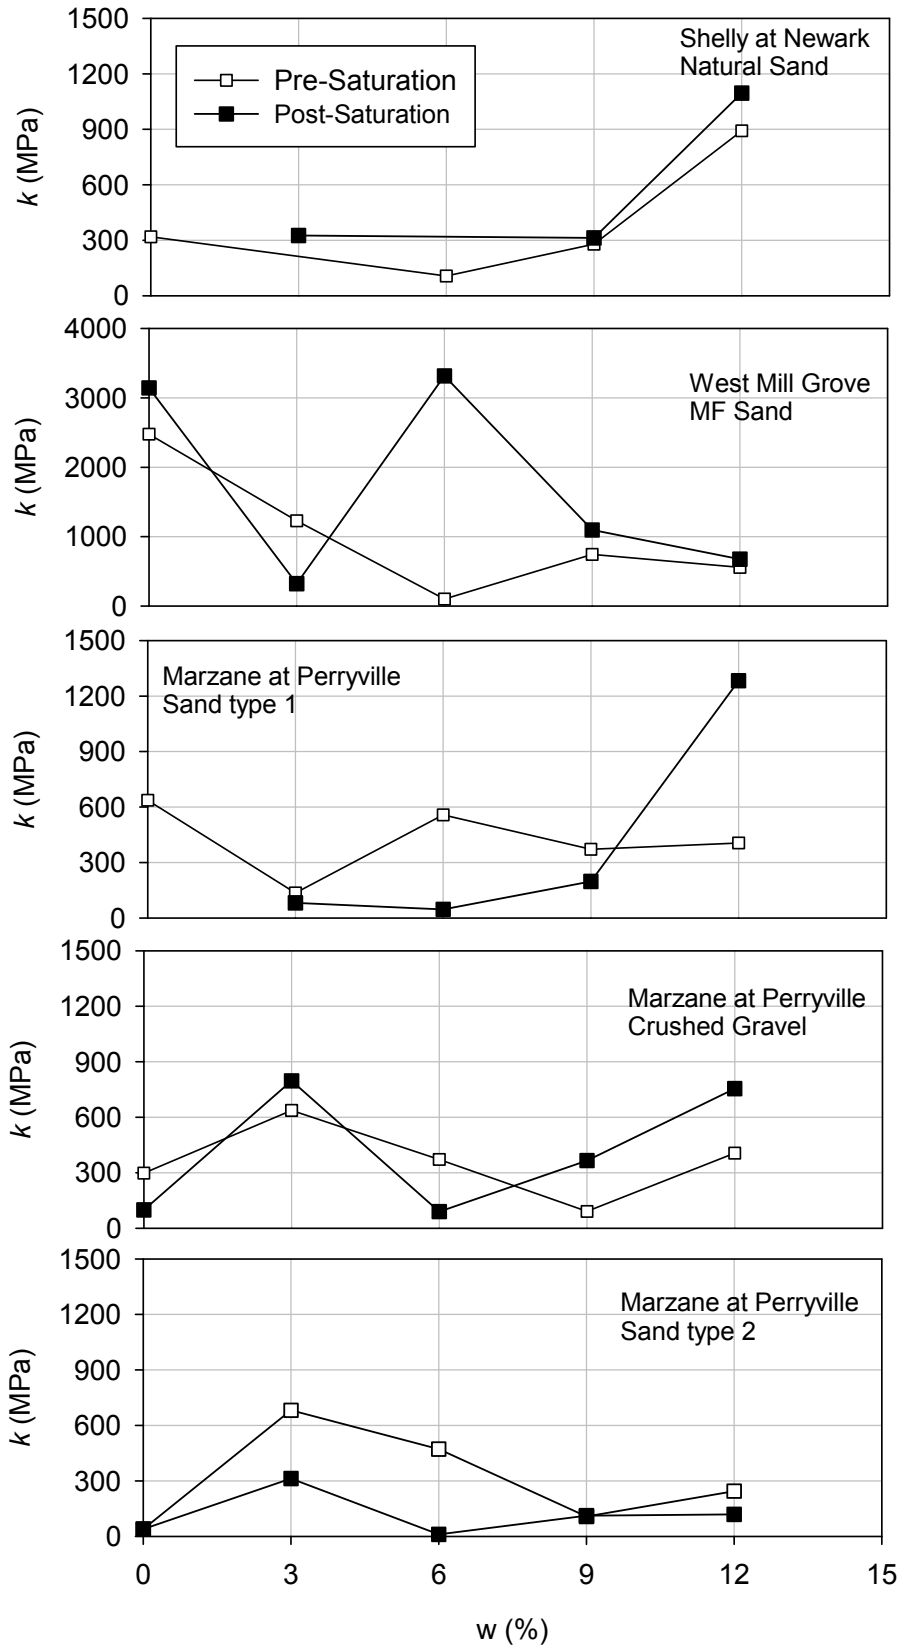 1500
1200
900
600
300
0
k (MPa)
Pre-Saturation
Post-Saturation
Shelly at Newark
Natural Sand
4000
3000
2000
1000
0
k (MPa)
West Mill Grove
MF Sand
1500
1200
900
600
300
0
k (MPa)
Marzane at Perryville
Sand type 1
1500
1200
900
600
300
0
k (MPa)
Marzane at Perryville
Crushed Gravel
1500
1200
900
600
300
0
k (MPa)
Marzane at Perryville
Sand type 2
0 3 6 9 12 15
w (%)